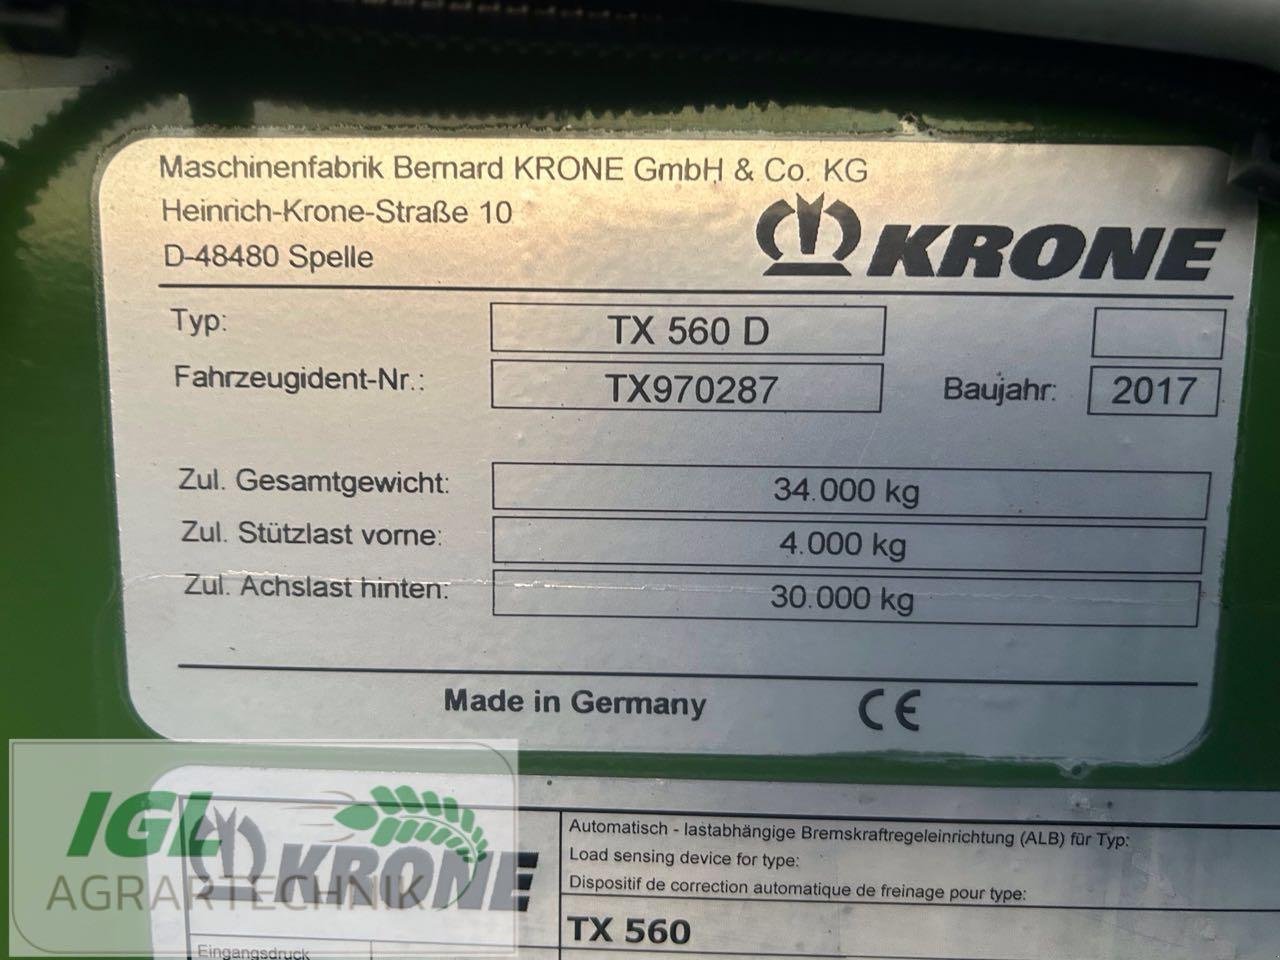 Maschinenfabrik Bernard KRONE GmbH & Co. KG
Heinrich-Krone-Straße 10
D-48480 Spelle
KRONE
Typ: TX 560 D
Fahrzeugident-Nr.: TX970287 Baujahr: 2017
Zul. Gesamtgewicht: 34.000 kg
Zul. Stützlast vorne: 4.000 kg
Zul. Achslast hinten: 30.000 kg
Made in Germany CE
KRONE
IGL
AGRARTECHNIK
Automatisch - lastabhängige Bremskraftregeleinrichtung (ALB) für Typ:
Load sensing device for type:
Dispositif de correction automatique de freinage pour type:
TX 560
Eingangsdruck